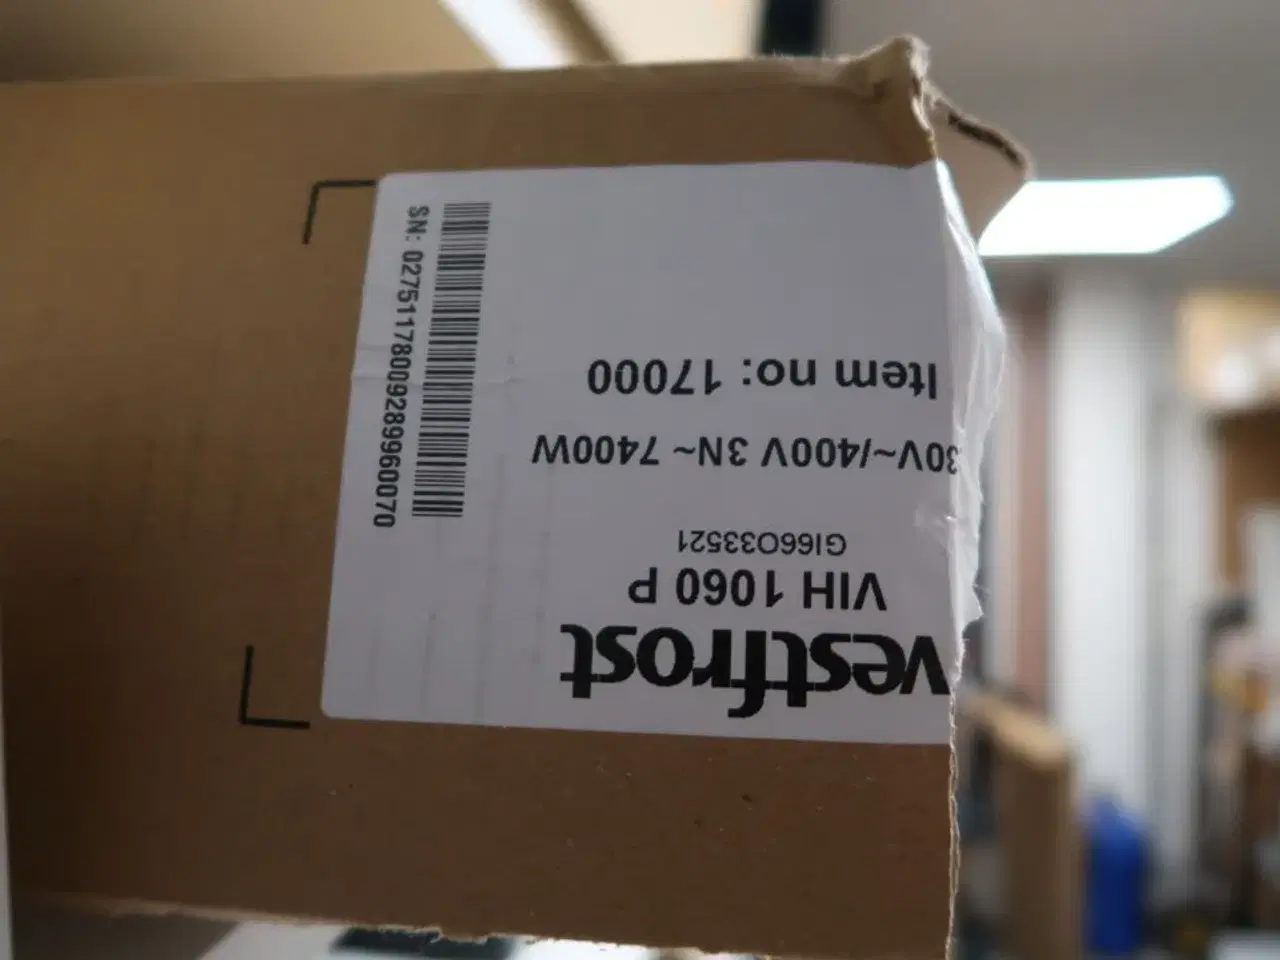 vestfrost
VIH 1060 P
GI66O33521
30V~/400V 3N~ 7400W
Item no: 17000
SN: 02751178009289960070